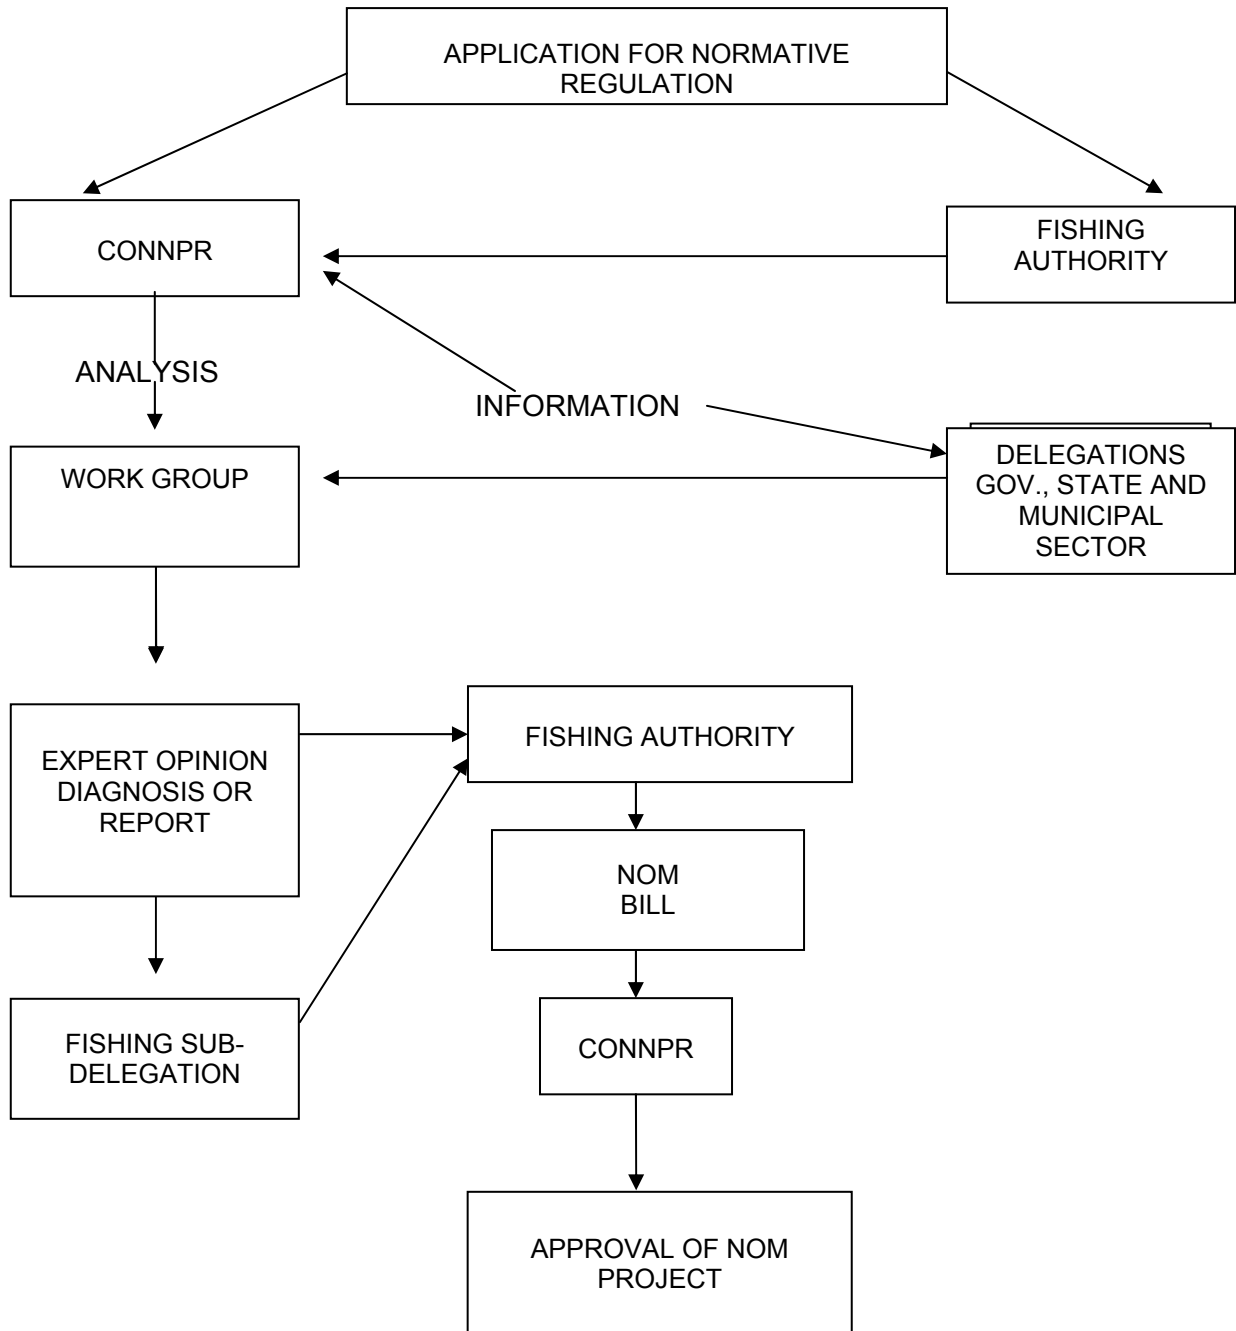 APPLICATION FOR NORMATIVE
REGULATION
CONNPR
FISHING
AUTHORITY
ANALYSIS
INFORMATION
WORK GROUP
DELEGATIONS
GOV., STATE AND
MUNICIPAL
SECTOR
EXPERT OPINION
DIAGNOSIS OR
REPORT
FISHING AUTHORITY
NOM
BILL
FISHING SUB-
DELEGATION
CONNPR
APPROVAL OF NOM
PROJECT